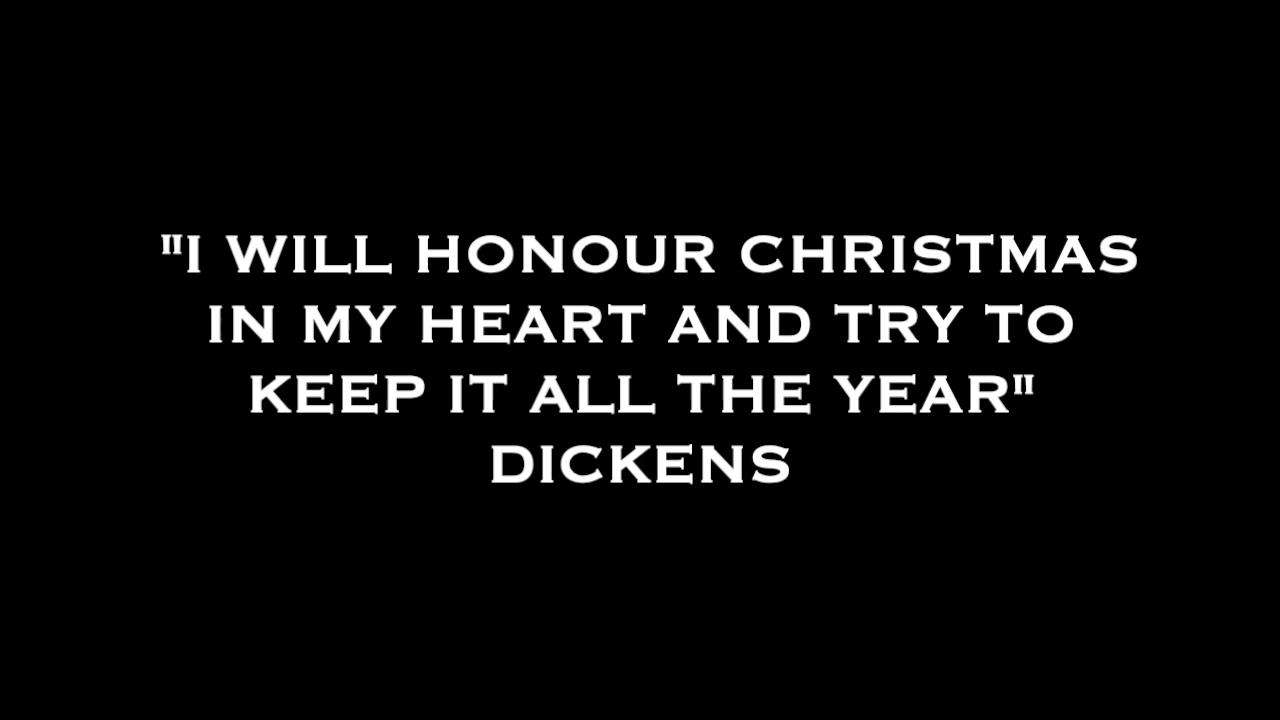 "I WILL HONOUR CHRISTMAS
IN MY HEART AND TRY TO
KEEP IT ALL THE YEAR"
DICKENS